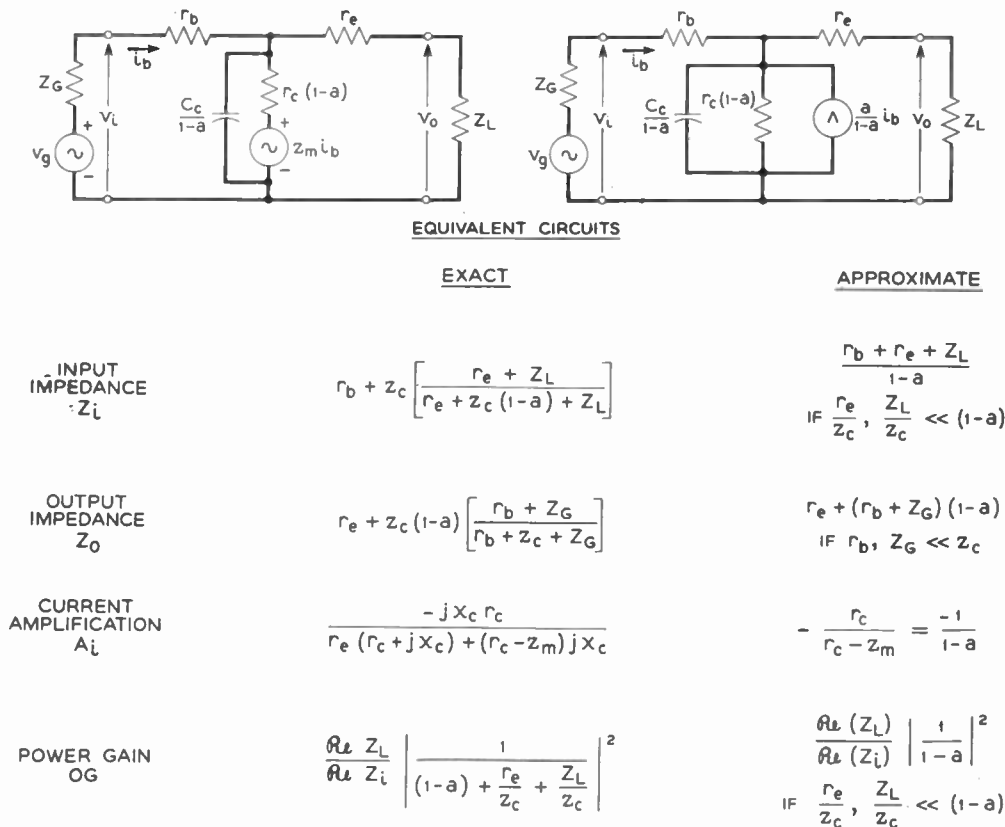 r_b r_e
i_b
Z_G
v_i
C_c/(1-a)
r_c (1-a)
+
z_m i_b
-
v_o
Z_L
+
v_g
-
r_b r_e
i_b
Z_G
v_i
C_c/(1-a)
r_c (1-a)
a/(1-a) i_b
v_o
Z_L
v_g
EQUIVALENT CIRCUITS
EXACT
APPROXIMATE
INPUT
IMPEDANCE
Z_i
r_b + z_c [(r_e + Z_L)/(r_e + z_c (1-a) + Z_L)]
(r_b + r_e + Z_L)/(1-a)
IF r_e/z_c, Z_L/z_c << (1-a)
OUTPUT
IMPEDANCE
Z_o
r_e + z_c (1-a) [(r_b + Z_G)/(r_b + z_c + Z_G)]
r_e + (r_b + Z_G) (1-a)
IF r_b, Z_G << z_c
CURRENT
AMPLIFICATION
A_i
(-j X_c r_c)/(r_e (r_c + j X_c) + (r_c - z_m) j X_c)
- r_c/(r_c - z_m) = -1/(1-a)
POWER GAIN
OG
(Re Z_L)/(Re Z_i) | 1/((1-a) + r_e/z_c + Z_L/z_c) |²
(Re (Z_L))/(Re (Z_i)) | 1/(1-a) |²
IF r_e/z_c, Z_L/z_c << (1-a)